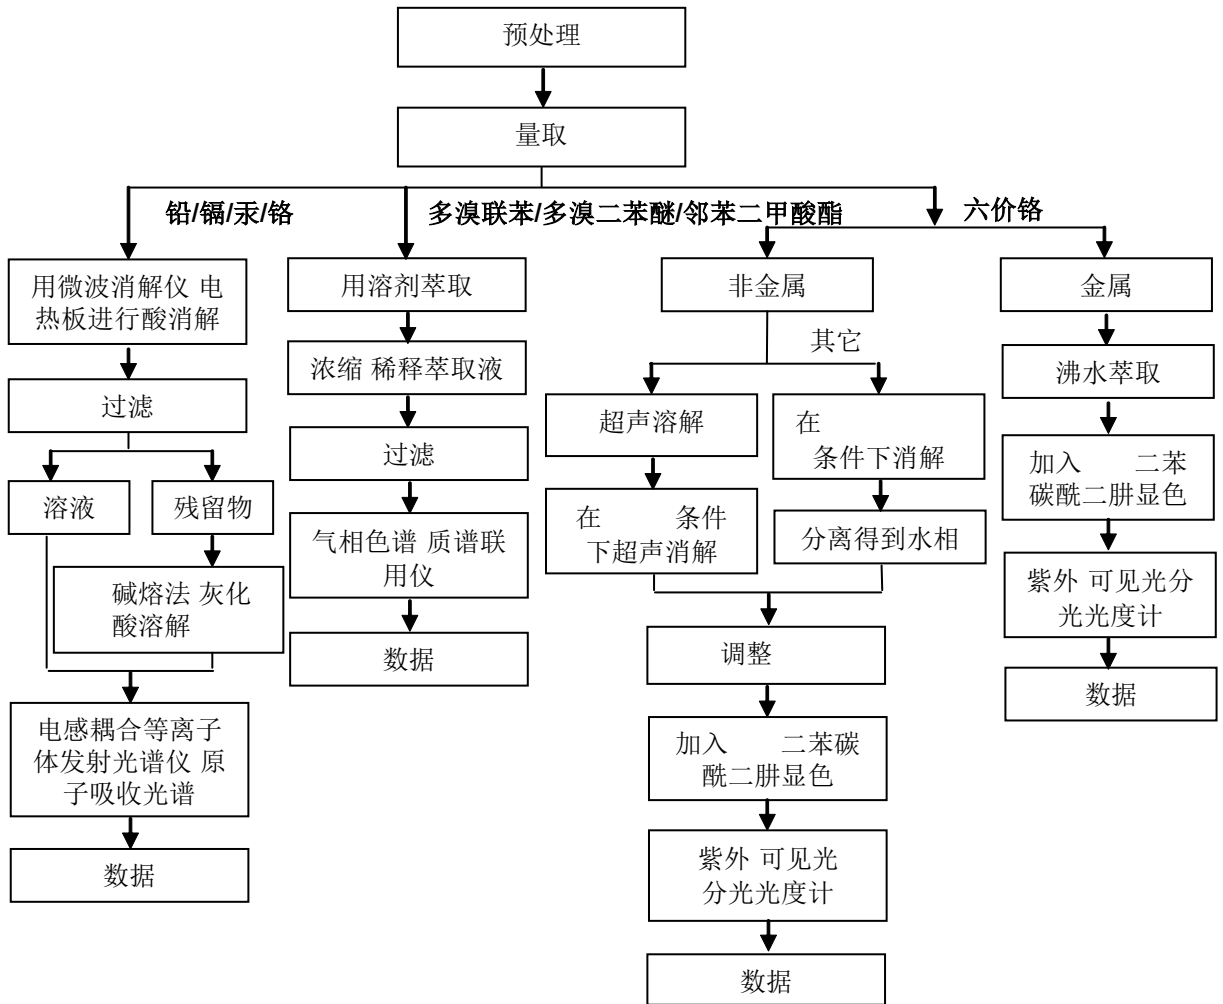 预处理
量取
铅/镉/汞/铬
多溴联苯/多溴二苯醚/邻苯二甲酸酯
六价铬
用微波消解仪 电
热板进行酸消解
过滤
溶液
残留物
碱熔法 灰化
酸溶解
电感耦合等离子
体发射光谱仪 原
子吸收光谱
数据
用溶剂萃取
浓缩 稀释萃取液
过滤
气相色谱 质谱联
用仪
数据
非金属
其它
超声溶解
在 条件
下超声消解
在
条件下消解
分离得到水相
调整
加入 二苯碳
酰二肼显色
紫外 可见光
分光光度计
数据
金属
沸水萃取
加入 二苯
碳酰二肼显色
紫外 可见光分
光光度计
数据